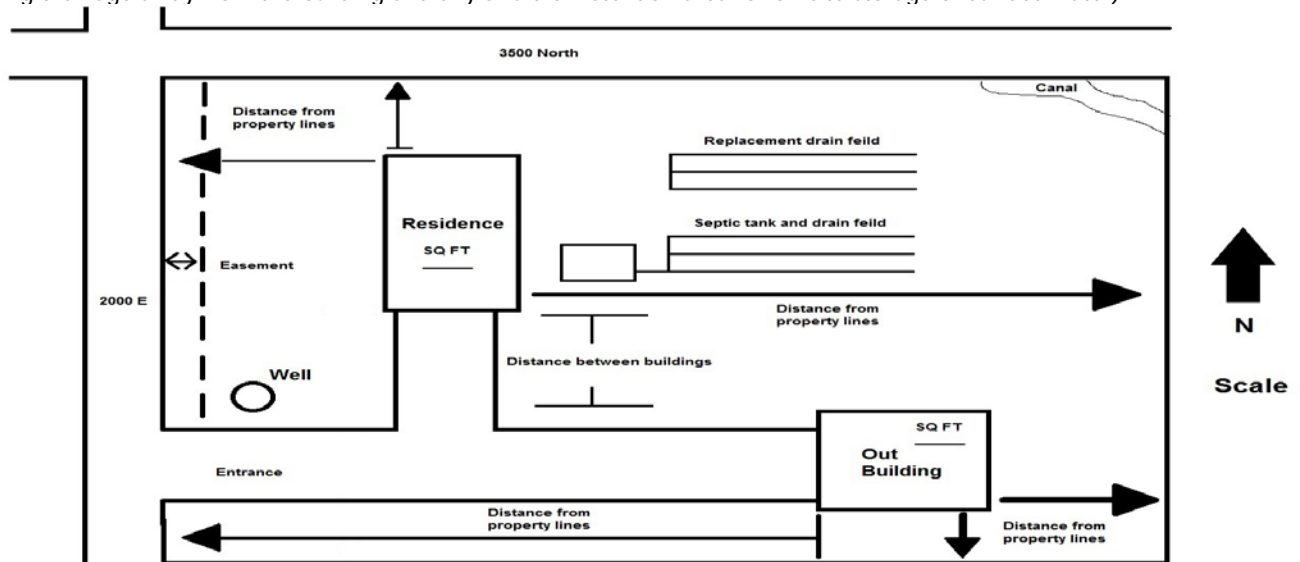 3500 North
Canal
Distance from
property lines
Replacement drain feild
Residence
SQ FT
Septic tank and drain feild
Easement
2000 E
Distance from
property lines
N
Distance between buildings
Well
Scale
SQ FT
Out
Building
Entrance
Distance from
property lines
Distance from
property lines